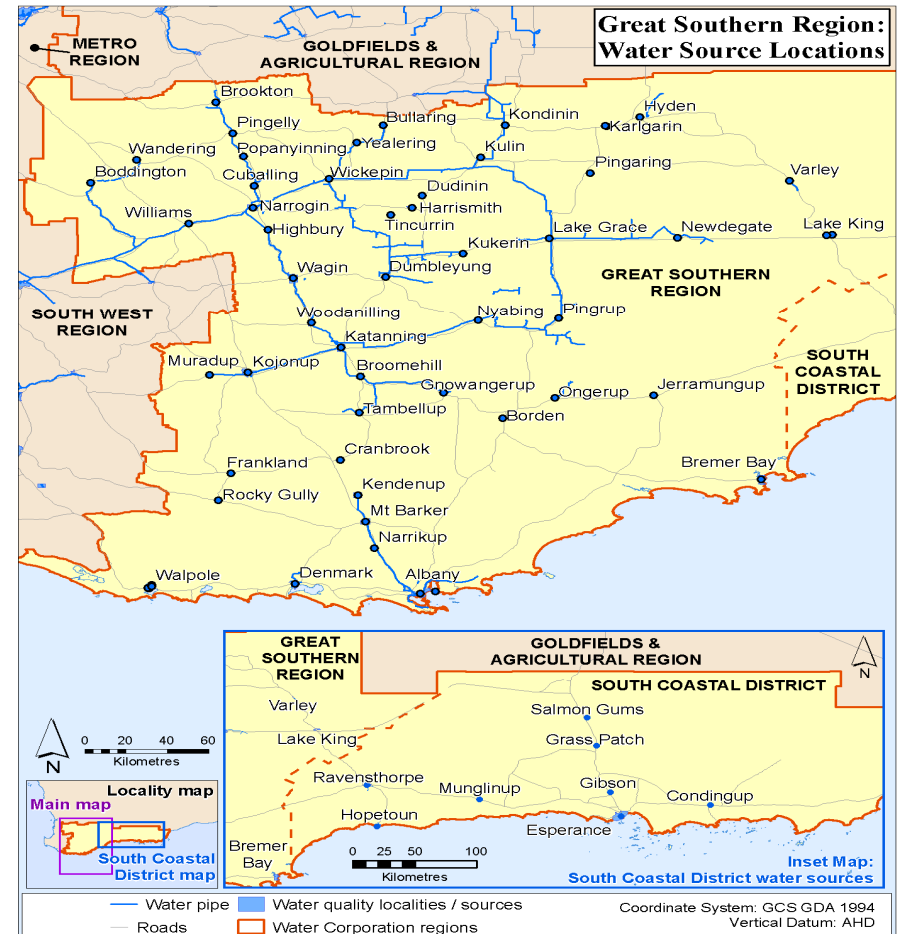 Great Southern Region:
Water Source Locations
METRO
REGION
GOLDFIELDS &
AGRICULTURAL REGION
Brookton
Hyden
Bullaring
Kondinin
Pingelly
Karlgarin
Wandering
Popanyinning
Yealering
Kulin
Pingaring
Boddington
Cuballing
Wickepin
Varley
Dudinin
Narrogin
Harrismith
Williams
Tincurrin
Highbury
Lake Grace
Newdegate
Lake King
Kukerin
Wagin
Dumbleyung
GREAT SOUTHERN
REGION
SOUTH WEST
REGION
Woodanilling
Nyabing
Pingrup
Katanning
Muradup
Kojonup
Broomehill
SOUTH
COASTAL
DISTRICT
Gnowangerup
Ongerup
Jerramungup
Tambellup
Borden
Cranbrook
Frankland
Bremer Bay
Rocky Gully
Kendenup
Mt Barker
Narrikup
Walpole
Denmark
Albany
GREAT
SOUTHERN
REGION
GOLDFIELDS &
AGRICULTURAL REGION
N
SOUTH COASTAL DISTRICT
Varley
Salmon Gums
Lake King
Grass Patch
Ravensthorpe
Munglinup
Gibson
Condingup
Hopetoun
Esperance
Bremer
Bay
0 25 50 100
Kilometres
Inset Map:
South Coastal District water sources
N
0 20 40 60
Kilometres
Locality map
Main map
South Coastal
District map
Water pipe
Water quality localities / sources
Roads
Water Corporation regions
Coordinate System: GCS GDA 1994
Vertical Datum: AHD